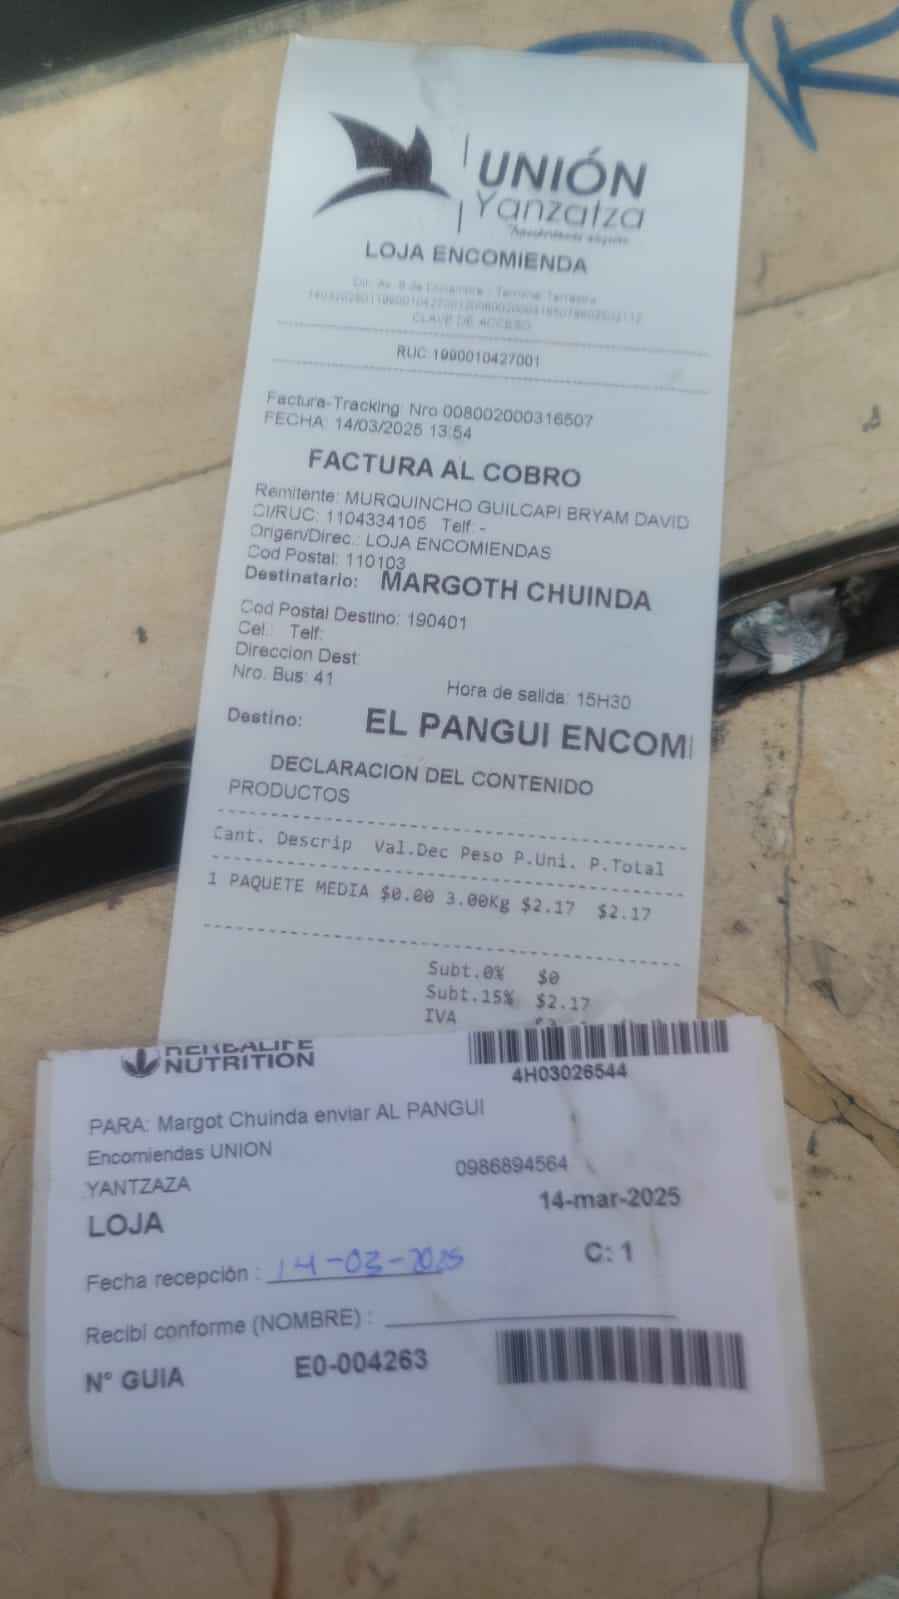 UNIÓN
Yanzatza
LOJA ENCOMIENDA
CLAVE DE ACCESO
RUC:1990010427001
Factura-Tracking: Nro 008002000316507
FECHA: 14/03/2025 13:54
FACTURA AL COBRO
Remitente: MURQUINCHO GUILCAPI BRYAM DAVID
CI/RUC: 1104334105 Telf: -
Origen/Direc.: LOJA ENCOMIENDAS
Cod Postal: 110103
Destinatario: MARGOTH CHUINDA
Cod Postal Destino: 190401
Cel.: Telf:
Direccion Dest:
Nro. Bus: 41
Hora de salida: 15H30
Destino: EL PANGUI ENCOMI
DECLARACION DEL CONTENIDO
PRODUCTOS
Cant. Descrip Val.Dec Peso P.Uni. P.Total
1 PAQUETE MEDIA $0.00 3.00Kg $2.17 $2.17
Subt.0% $0
Subt.15% $2.17
IVA
HERBALIFE
NUTRITION
4H03026544
PARA: Margot Chuinda enviar AL PANGUI
Encomiendas UNION
0986894564
YANTZAZA
14-mar-2025
LOJA
C: 1
Fecha recepción : 14-03-2025
Recibí conforme (NOMBRE) :
N° GUIA E0-004263